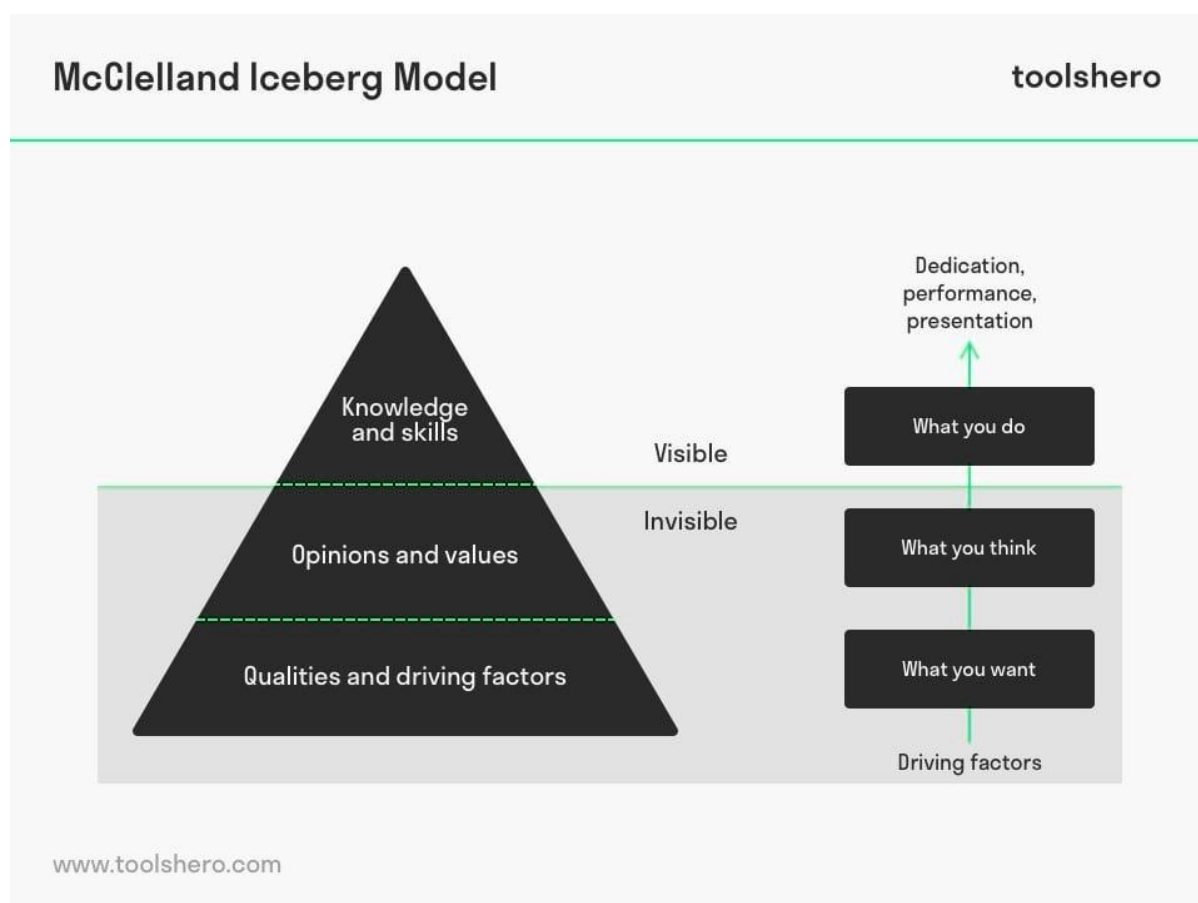 McClelland Iceberg Model
toolshero
Knowledge
and skills
Opinions and values
Qualities and driving factors
Visible
Invisible
Dedication,
performance,
presentation
What you do
What you think
What you want
Driving factors
www.toolshero.com